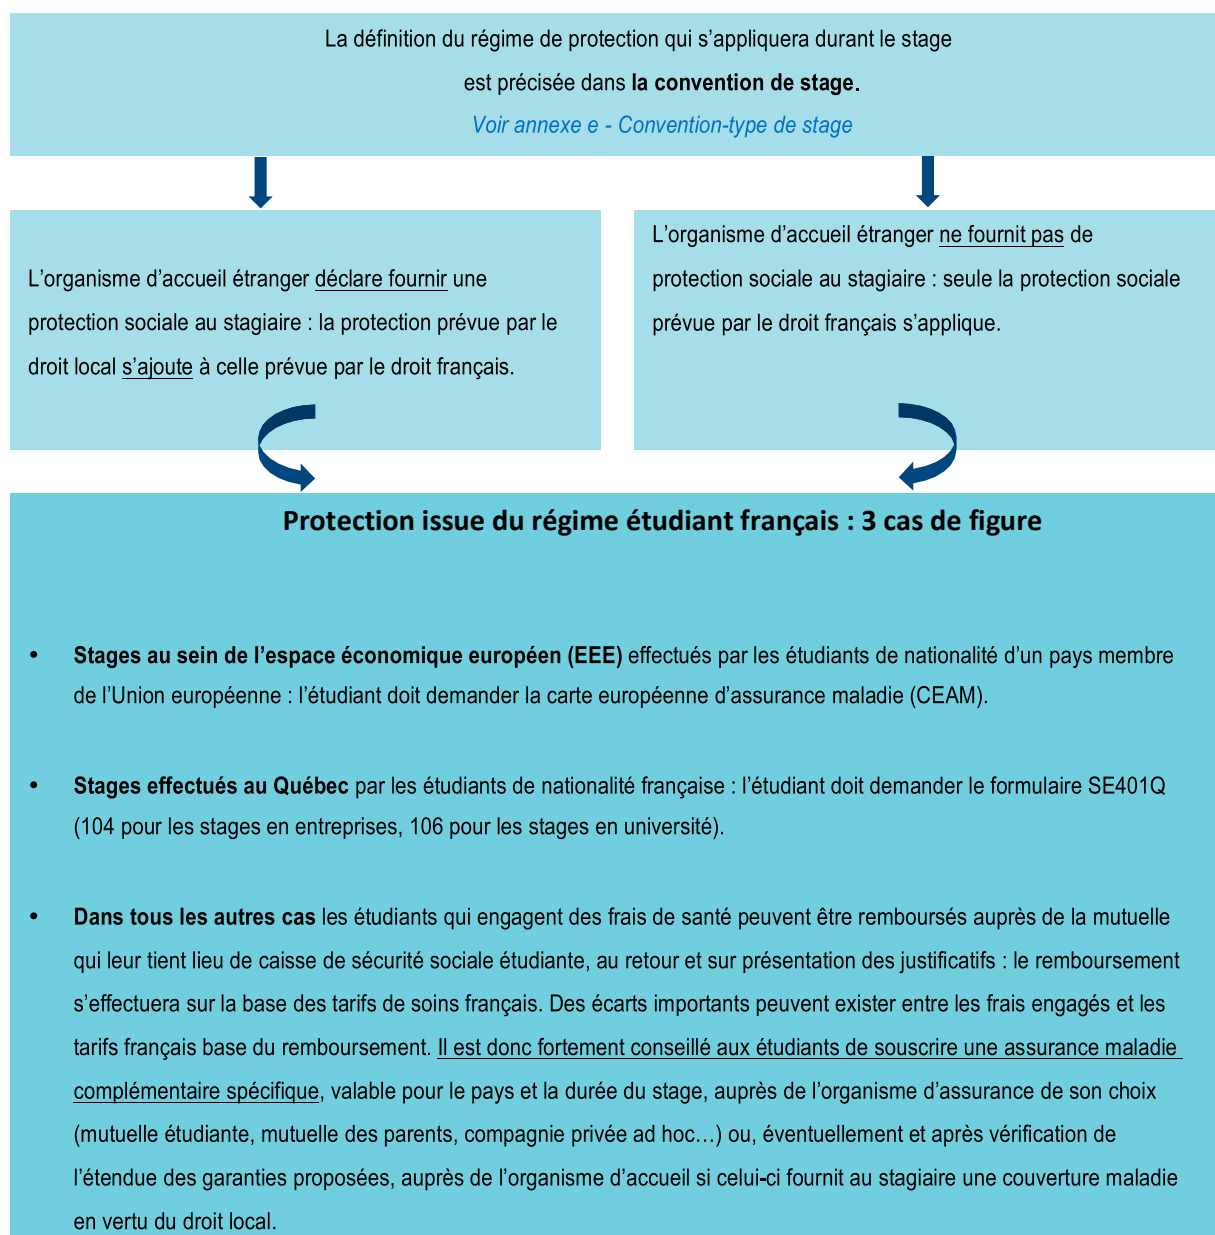 La définition du régime de protection qui s’appliquera durant le stage
est précisée dans la convention de stage.
Voir annexe e - Convention-type de stage
L’organisme d’accueil étranger déclare fournir une
protection sociale au stagiaire : la protection prévue par le
droit local s’ajoute à celle prévue par le droit français.
L’organisme d’accueil étranger ne fournit pas de
protection sociale au stagiaire : seule la protection sociale
prévue par le droit français s’applique.
Protection issue du régime étudiant français : 3 cas de figure
• Stages au sein de l’espace économique européen (EEE) effectués par les étudiants de nationalité d’un pays membre
de l’Union européenne : l’étudiant doit demander la carte européenne d’assurance maladie (CEAM).
• Stages effectués au Québec par les étudiants de nationalité française : l’étudiant doit demander le formulaire SE401Q
(104 pour les stages en entreprises, 106 pour les stages en université).
• Dans tous les autres cas les étudiants qui engagent des frais de santé peuvent être remboursés auprès de la mutuelle
qui leur tient lieu de caisse de sécurité sociale étudiante, au retour et sur présentation des justificatifs : le remboursement
s’effectuera sur la base des tarifs de soins français. Des écarts importants peuvent exister entre les frais engagés et les
tarifs français base du remboursement. Il est donc fortement conseillé aux étudiants de souscrire une assurance maladie
complémentaire spécifique, valable pour le pays et la durée du stage, auprès de l’organisme d’assurance de son choix
(mutuelle étudiante, mutuelle des parents, compagnie privée ad hoc…) ou, éventuellement et après vérification de
l’étendue des garanties proposées, auprès de l’organisme d’accueil si celui-ci fournit au stagiaire une couverture maladie
en vertu du droit local.